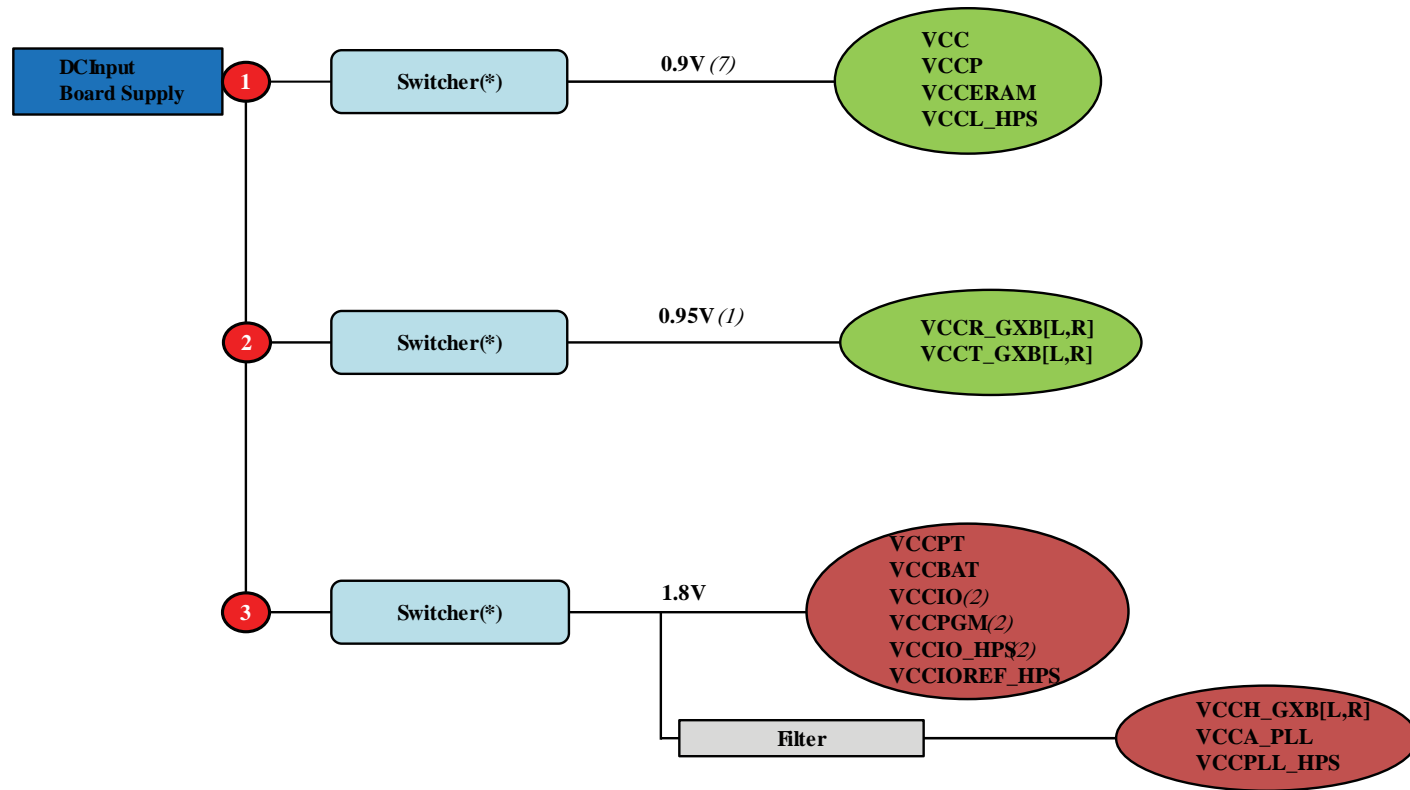 DCInput
Board Supply
1
Switcher(*)
0.9V (7)
VCC
VCCP
VCCERAM
VCCL_HPS
2
Switcher(*)
0.95V (1)
VCCR_GXB[L,R]
VCCT_GXB[L,R]
3
Switcher(*)
1.8V
VCCPT
VCCBAT
VCCIO(2)
VCCPGM(2)
VCCIO_HPS(2)
VCCIOREF_HPS
Filter
VCCH_GXB[L,R]
VCCA_PLL
VCCPLL_HPS